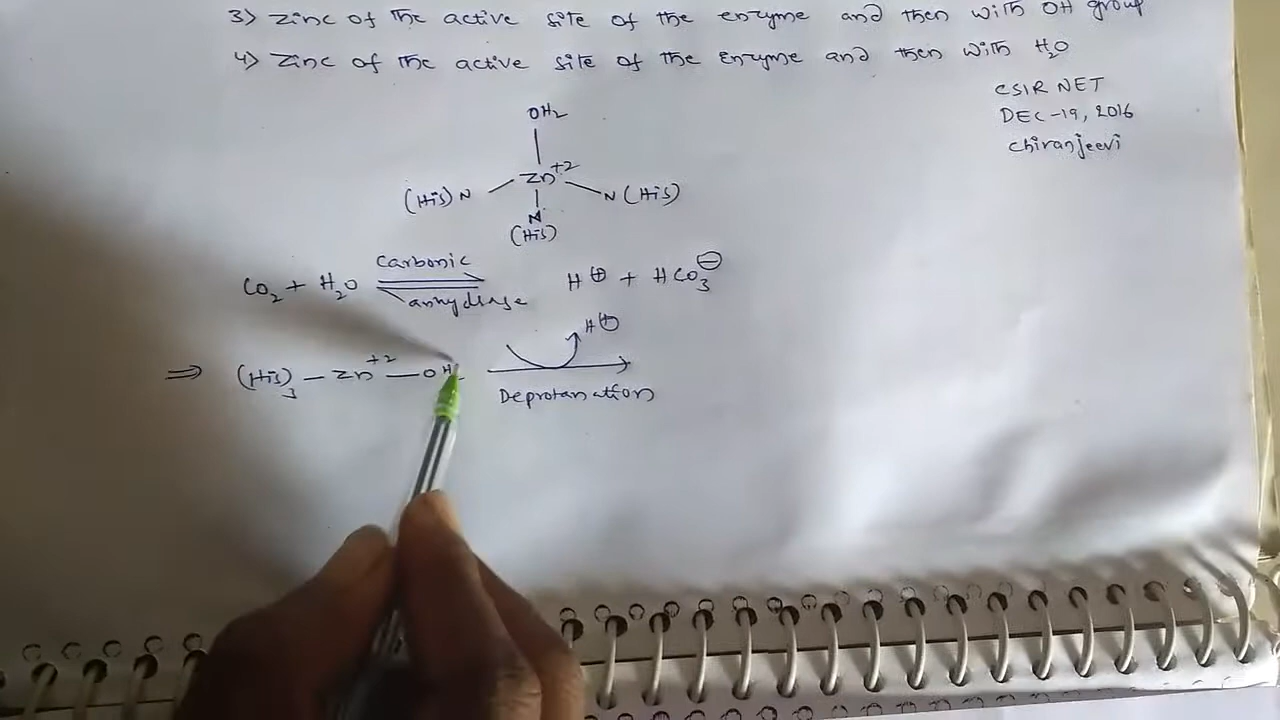 3) Zinc of the active site of the enzyme and then with OH group
4) Zinc of the active site of the enzyme and then with H2O
CSIR NET
DEC-19, 2016
Chiranjeevi
OH2
Zn+2
(His) N
N (His)
N
(His)
CO2 + H2O
Carbonic
anhydrase
H⊕ + HCO3⊖
H⊕
⇒ (His)3 — Zn+2 — OH
Deprotanation